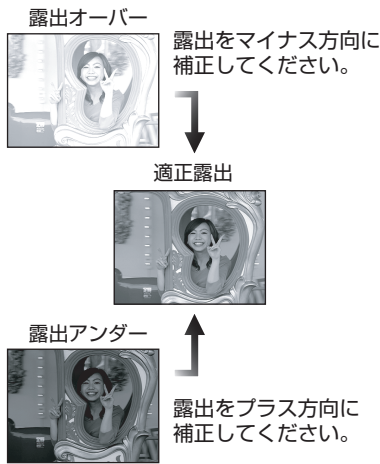 露出オーバー
露出をマイナス方向に
補正してください。
適正露出
露出アンダー
露出をプラス方向に
補正してください。